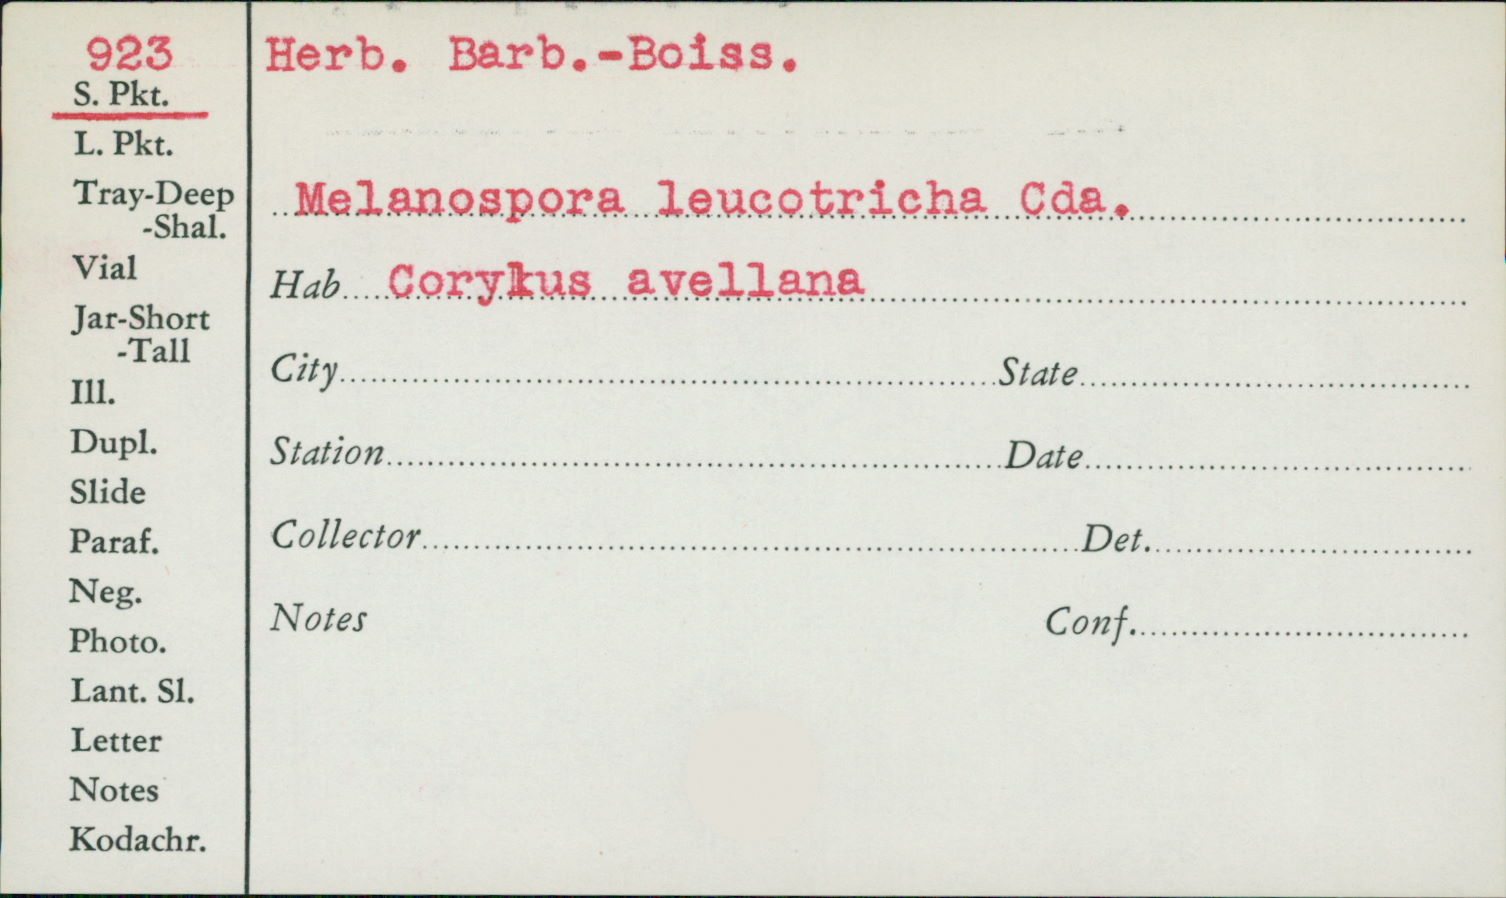 923
S. Pkt.
L. Pkt.
Tray-Deep
-Shal.
Vial
Jar-Short
-Tall
Ill.
Dupl.
Slide
Paraf.
Neg.
Photo.
Lant. Sl.
Letter
Notes
Kodachr.
Herb. Barb.-Boiss.
Melanospora leucotricha Cda.
Hab. Corylus avellana
City State
Station Date
Collector Det.
Notes Conf.